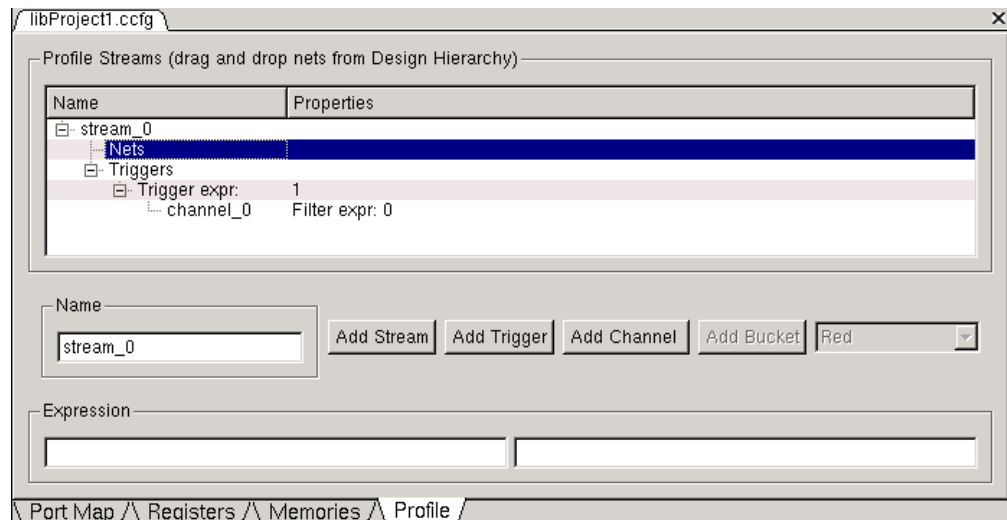 libProject1.ccfg
Profile Streams (drag and drop nets from Design Hierarchy)
Name Properties
stream_0
Nets
Triggers
Trigger expr: 1
channel_0 Filter expr: 0
Name
stream_0 Add Stream Add Trigger Add Channel Add Bucket Red
Expression
Port Map Registers Memories Profile